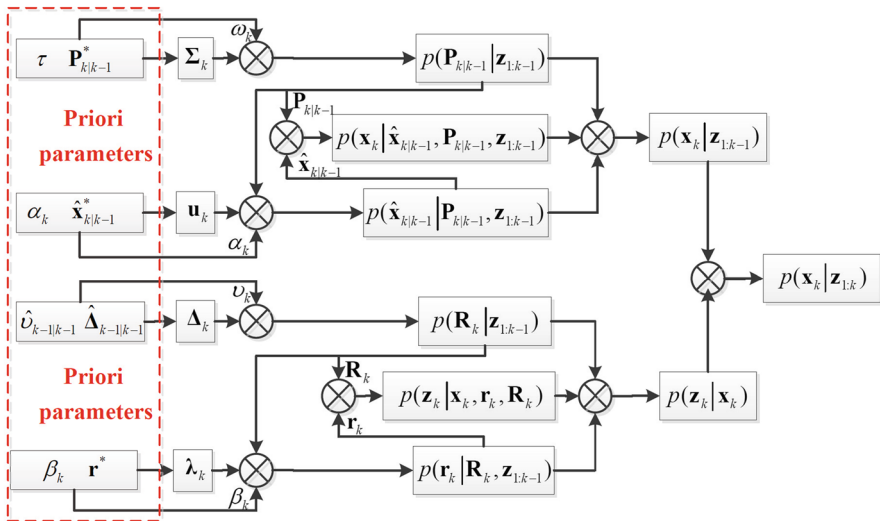 τ P*k|k-1
Σk
ωk
p(Pk|k-1|z1:k-1)
Priori
parameters
Pk|k-1
p(xk|x̂k|k-1, Pk|k-1, z1:k-1)
x̂k|k-1
p(xk|z1:k-1)
αk x̂*k|k-1
uk
αk
p(x̂k|k-1|Pk|k-1, z1:k-1)
p(xk|z1:k)
υ̂k-1|k-1 Δ̂k-1|k-1
Δk
υk
p(Rk|z1:k-1)
Priori
parameters
Rk
p(zk|xk, rk, Rk)
rk
p(zk|xk)
βk r*
λk
βk
p(rk|Rk, z1:k-1)